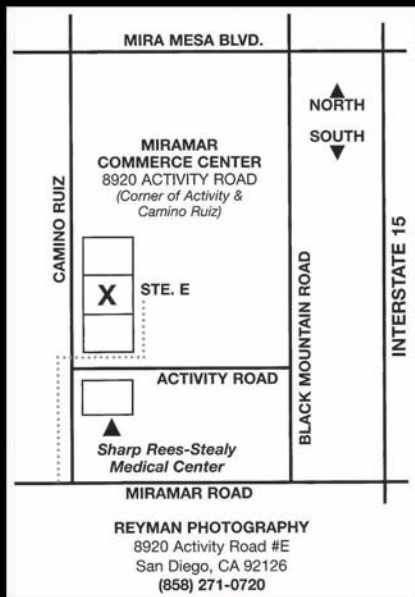 MIRA MESA BLVD.
NORTH
SOUTH
MIRAMAR
COMMERCE CENTER
8920 ACTIVITY ROAD
(Corner of Activity &
Camino Ruiz)
CAMINO RUIZ
X
STE. E
BLACK MOUNTAIN ROAD
INTERSTATE 15
ACTIVITY ROAD
Sharp Rees-Stealy
Medical Center
MIRAMAR ROAD
REYMAN PHOTOGRAPHY
8920 Activity Road #E
San Diego, CA 92126
(858) 271-0720